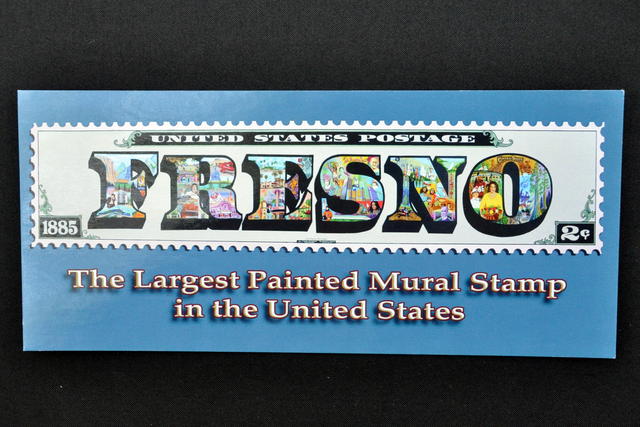 UNITED STATES POSTAGE
FRESNO
1885
2¢
The Largest Painted Mural Stamp
in the United States